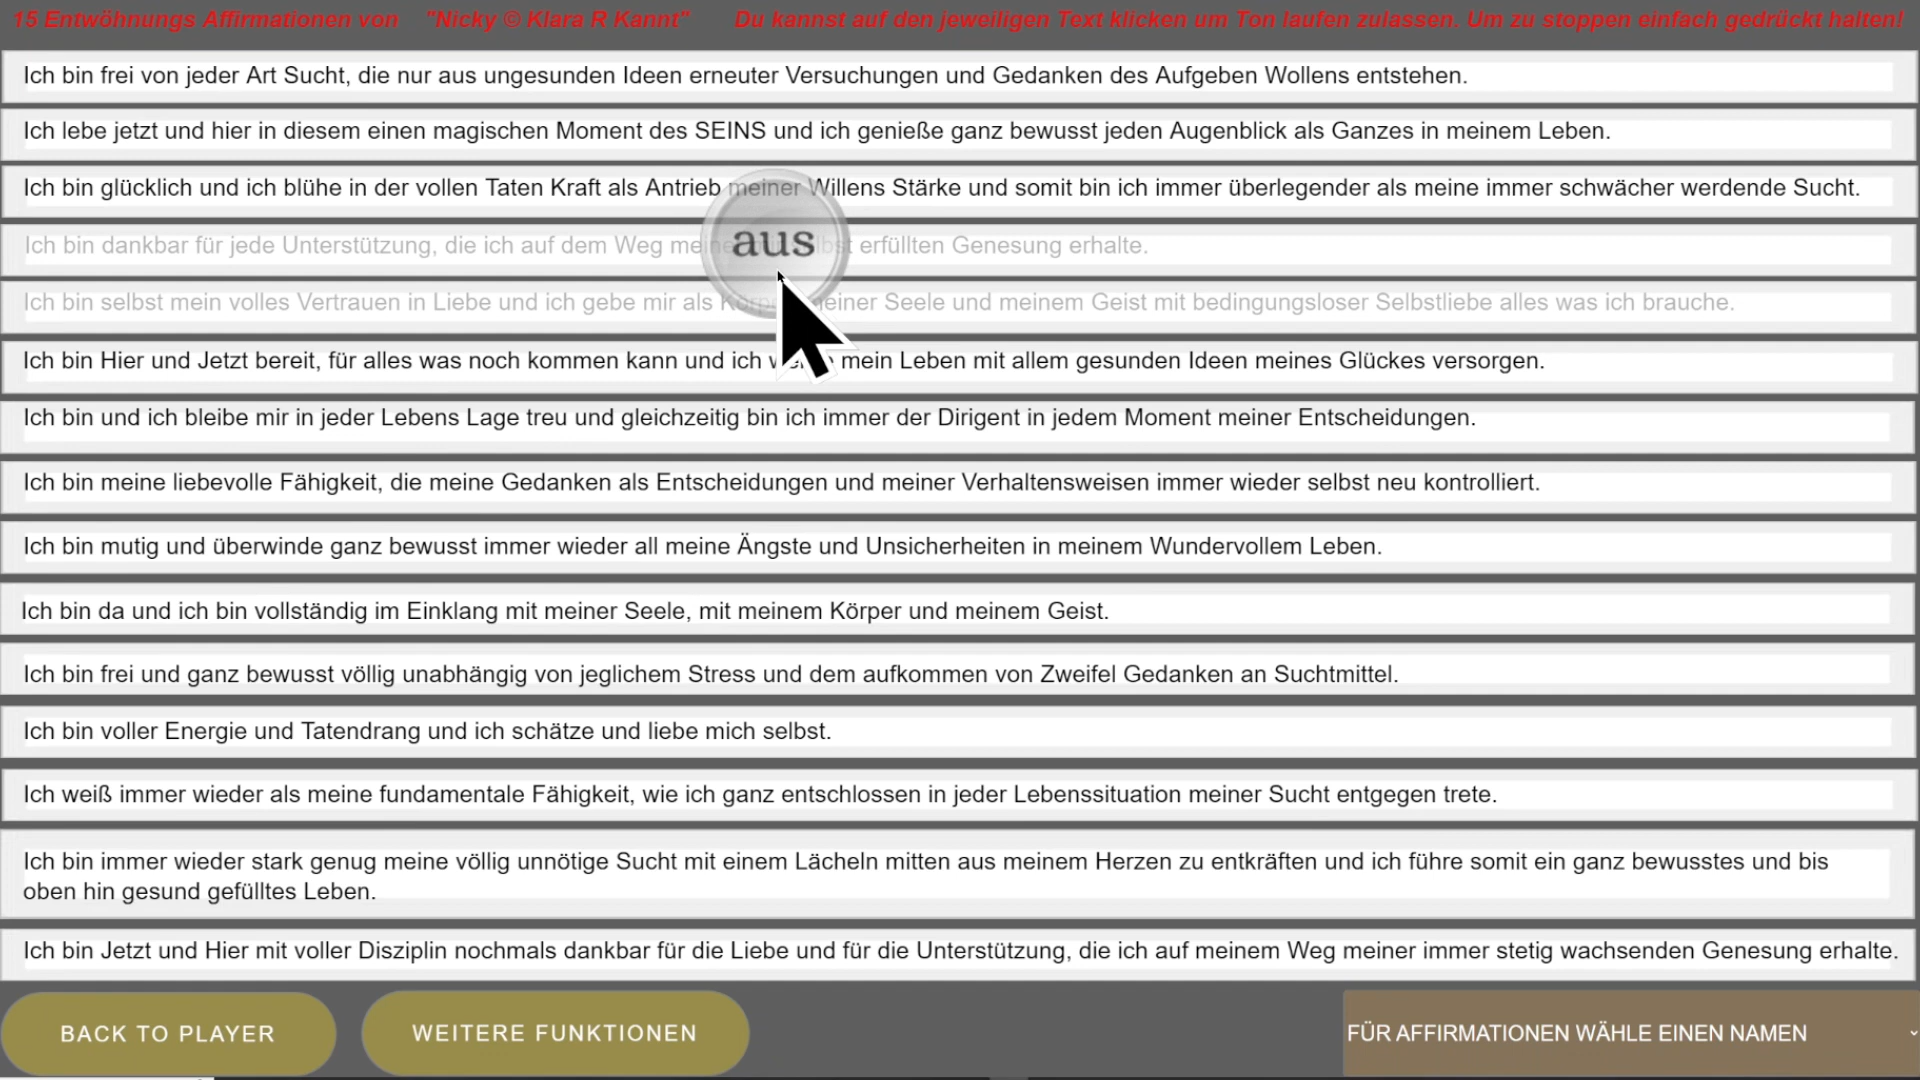 15 Entwöhnungs Affirmationen von "Nicky © Klara R Kannt" Du kannst auf den jeweiligen Text klicken um Ton laufen zulassen. Um zu stoppen einfach gedrückt halten!
Ich bin frei von jeder Art Sucht, die nur aus ungesunden Ideen erneuter Versuchungen und Gedanken des Aufgeben Wollens entstehen.
Ich lebe jetzt und hier in diesem einen magischen Moment des SEINS und ich genieße ganz bewusst jeden Augenblick als Ganzes in meinem Leben.
Ich bin glücklich und ich blühe in der vollen Taten Kraft als Antrieb meiner Willens Stärke und somit bin ich immer überlegender als meine immer schwächer werdende Sucht.
Ich bin dankbar für jede Unterstützung, die ich auf dem Weg erfüllten Genesung erhalte.
aus
Ich bin selbst mein volles Vertrauen in Liebe und ich gebe mir als meiner Seele und meinem Geist mit bedingungsloser Selbstliebe alles was ich brauche.
Ich bin Hier und Jetzt bereit, für alles was noch kommen kann und ich mein Leben mit allem gesunden Ideen meines Glückes versorgen.
Ich bin und ich bleibe mir in jeder Lebens Lage treu und gleichzeitig bin ich immer der Dirigent in jedem Moment meiner Entscheidungen.
Ich bin meine liebevolle Fähigkeit, die meine Gedanken als Entscheidungen und meiner Verhaltensweisen immer wieder selbst neu kontrolliert.
Ich bin mutig und überwinde ganz bewusst immer wieder all meine Ängste und Unsicherheiten in meinem Wundervollem Leben.
Ich bin da und ich bin vollständig im Einklang mit meiner Seele, mit meinem Körper und meinem Geist.
Ich bin frei und ganz bewusst völlig unabhängig von jeglichem Stress und dem aufkommen von Zweifel Gedanken an Suchtmittel.
Ich bin voller Energie und Tatendrang und ich schätze und liebe mich selbst.
Ich weiß immer wieder als meine fundamentale Fähigkeit, wie ich ganz entschlossen in jeder Lebenssituation meiner Sucht entgegen trete.
Ich bin immer wieder stark genug meine völlig unnötige Sucht mit einem Lächeln mitten aus meinem Herzen zu entkräften und ich führe somit ein ganz bewusstes und bis
oben hin gesund gefülltes Leben.
Ich bin Jetzt und Hier mit voller Disziplin nochmals dankbar für die Liebe und für die Unterstützung, die ich auf meinem Weg meiner immer stetig wachsenden Genesung erhalte.
BACK TO PLAYER
WEITERE FUNKTIONEN
FÜR AFFIRMATIONEN WÄHLE EINEN NAMEN